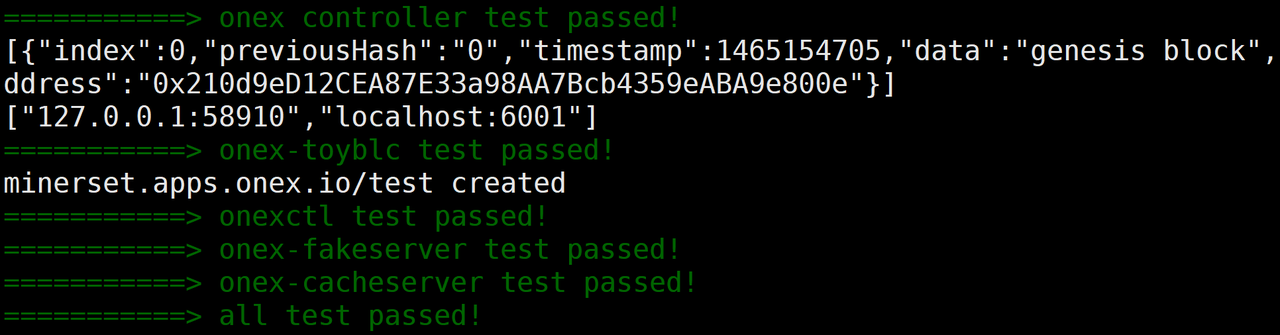 ===========> onex controller test passed!
[{"index":0,"previousHash":"0","timestamp":1465154705,"data":"genesis block",
ddress":"0x210d9eD12CEA87E33a98AA7Bcb4359eABA9e800e"}]
["127.0.0.1:58910","localhost:6001"]
===========> onex-toyblc test passed!
minerset.apps.onex.io/test created
===========> onexctl test passed!
===========> onex-fakeserver test passed!
===========> onex-cacheserver test passed!
===========> all test passed!